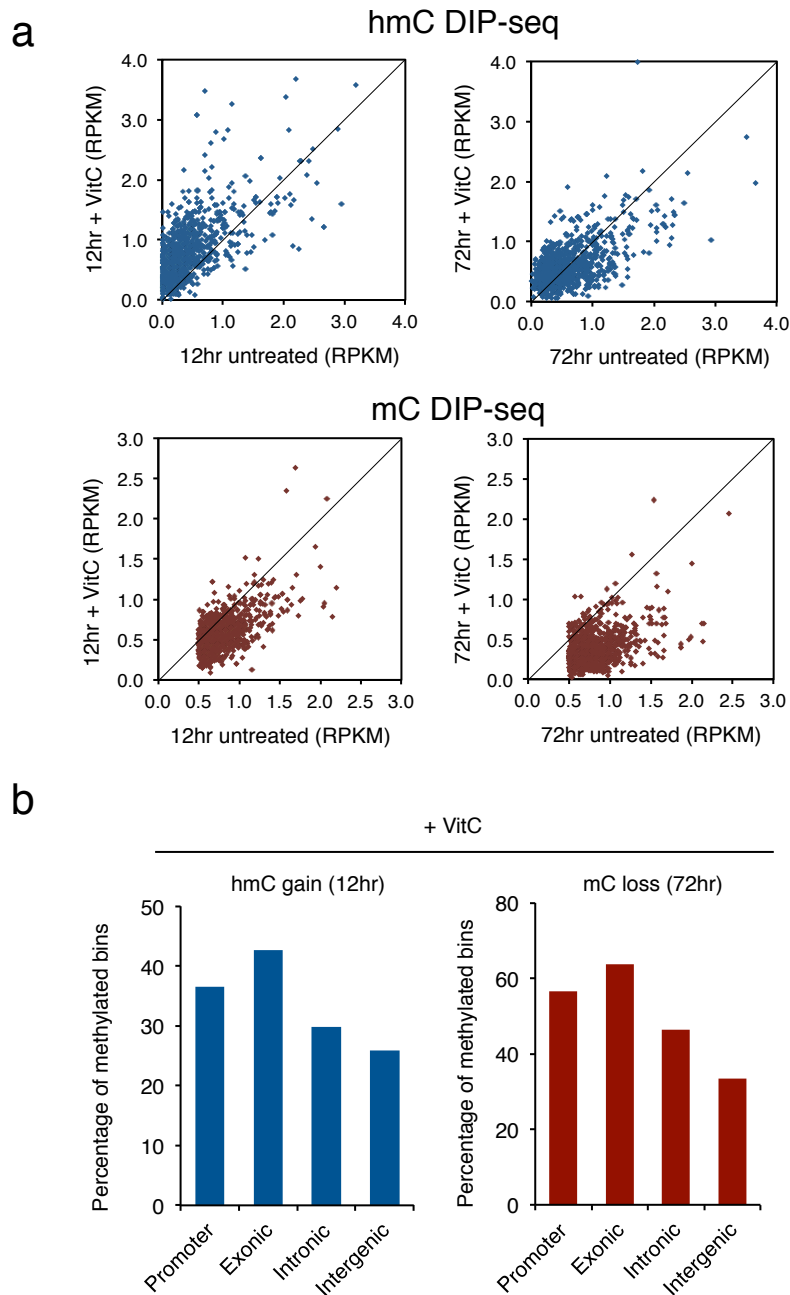 a
hmC DIP-seq
12hr + VitC (RPKM)
4.0
3.0
2.0
1.0
0.0
0.0 1.0 2.0 3.0 4.0
12hr untreated (RPKM)
72hr + VitC (RPKM)
4.0
3.0
2.0
1.0
0.0
0.0 1.0 2.0 3.0 4.0
72hr untreated (RPKM)
mC DIP-seq
12hr + VitC (RPKM)
3.0
2.5
2.0
1.5
1.0
0.5
0.0
0.0 0.5 1.0 1.5 2.0 2.5 3.0
12hr untreated (RPKM)
72hr + VitC (RPKM)
3.0
2.5
2.0
1.5
1.0
0.5
0.0
0.0 0.5 1.0 1.5 2.0 2.5 3.0
72hr untreated (RPKM)
b
+ VitC
hmC gain (12hr)
Percentage of methylated bins
50
40
30
20
10
0
Promoter
Exonic
Intronic
Intergenic
mC loss (72hr)
Percentage of methylated bins
80
60
40
20
0
Promoter
Exonic
Intronic
Intergenic